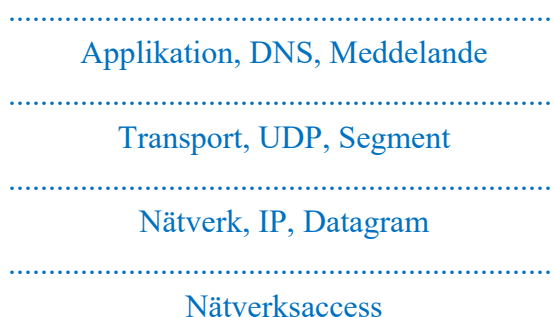 Applikation, DNS, Meddelande
Transport, UDP, Segment
Nätverk, IP, Datagram
Nätverksaccess